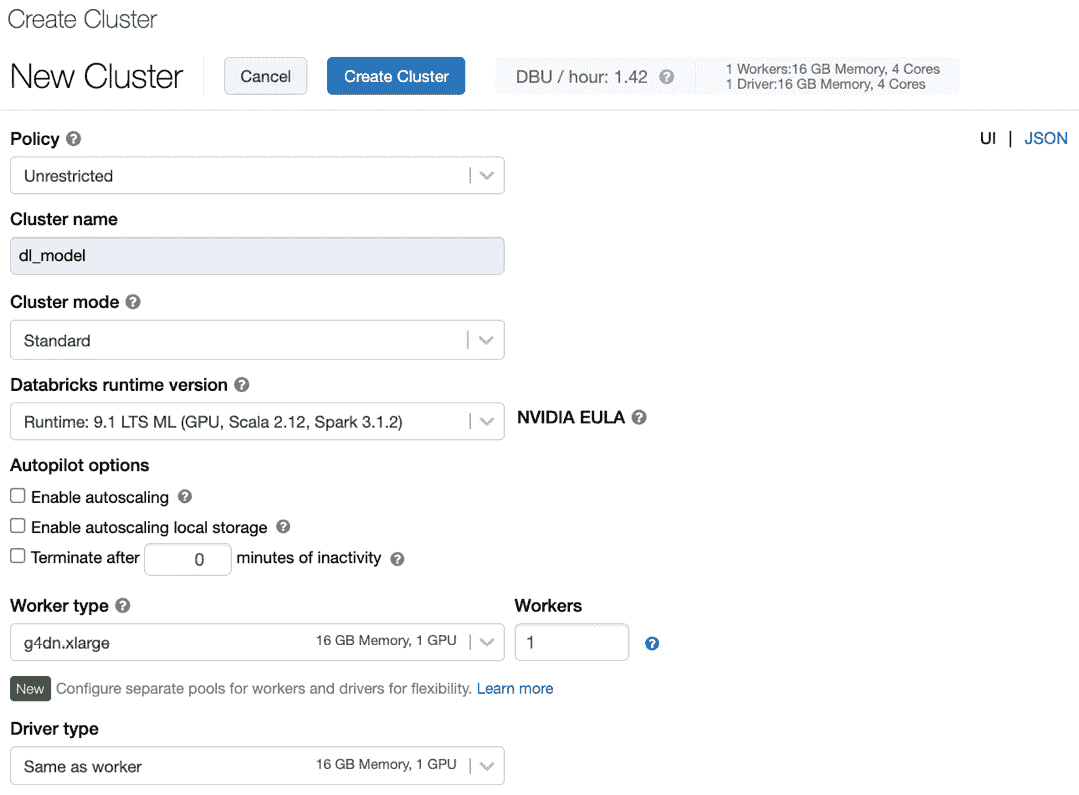 Create Cluster
New Cluster
Cancel
Create Cluster
DBU / hour: 1.42
1 Workers:16 GB Memory, 4 Cores
1 Driver:16 GB Memory, 4 Cores
Policy
UI | JSON
Unrestricted
Cluster name
dl_model
Cluster mode
Standard
Databricks runtime version
Runtime: 9.1 LTS ML (GPU, Scala 2.12, Spark 3.1.2)
NVIDIA EULA
Autopilot options
Enable autoscaling
Enable autoscaling local storage
Terminate after 0 minutes of inactivity
Worker type
Workers
g4dn.xlarge 16 GB Memory, 1 GPU
1
New Configure separate pools for workers and drivers for flexibility. Learn more
Driver type
Same as worker 16 GB Memory, 1 GPU